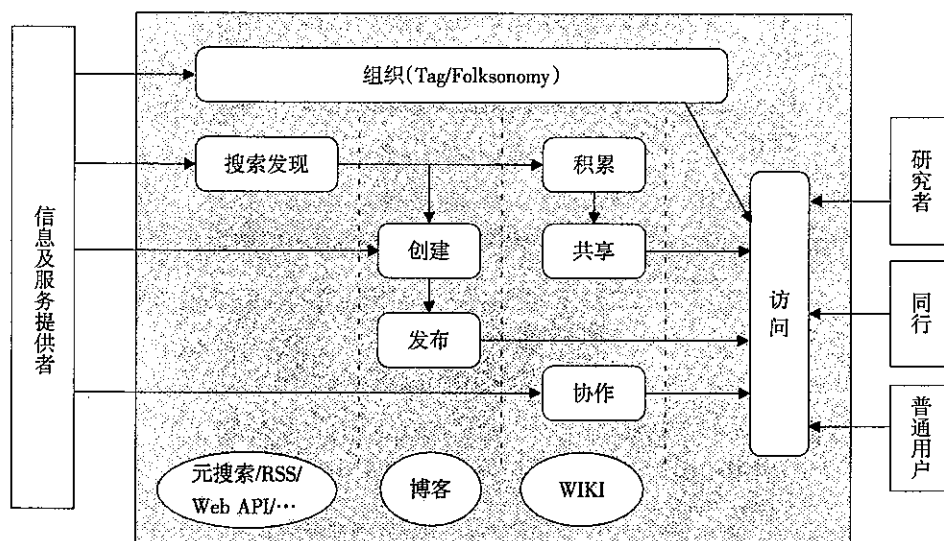 组织(Tag/Folksonomy)
搜索发现
积累
研究者
信息及服务提供者
创建
共享
访问
同行
发布
协作
普通用户
元搜索/RSS/
Web API/…
博客
WIKI